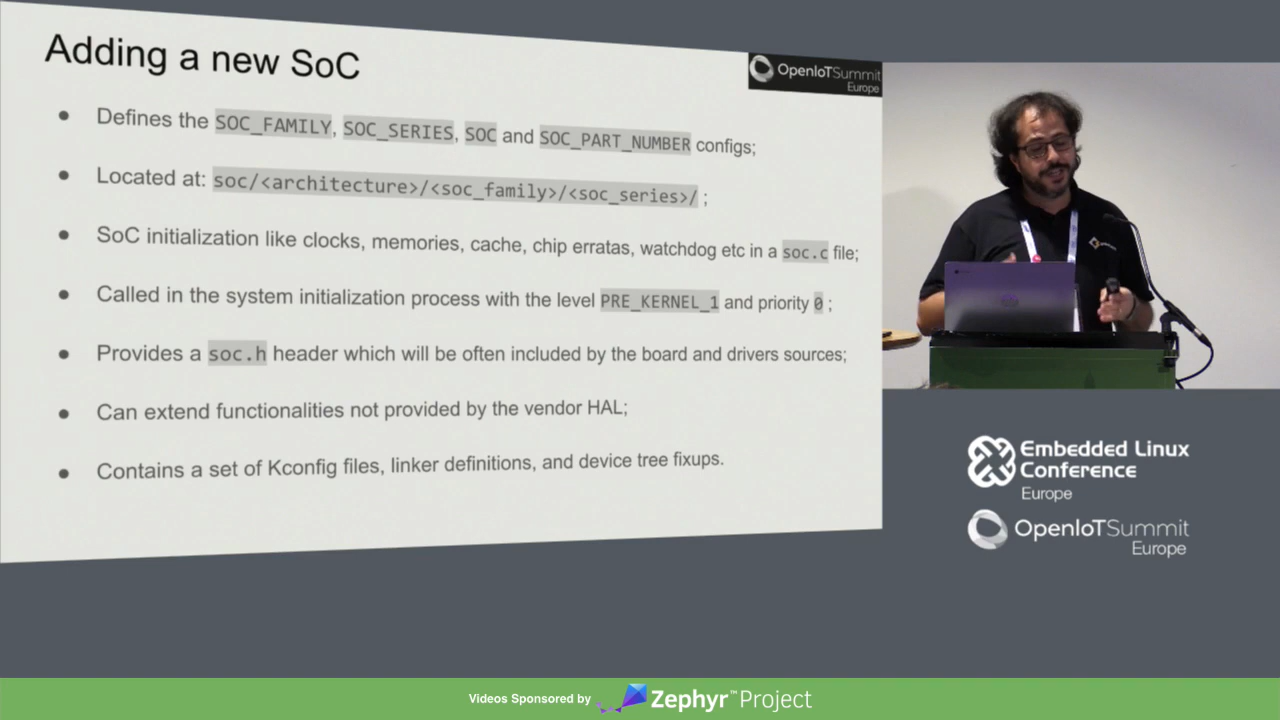 Adding a new SoC
OpenIoTSummit
Europe
Defines the SOC_FAMILY, SOC_SERIES, SOC and SOC_PART_NUMBER configs;
Located at: soc/<architecture>/<soc_family>/<soc_series>/ ;
SoC initialization like clocks, memories, cache, chip erratas, watchdog etc in a soc.c file;
Called in the system initialization process with the level PRE_KERNEL_1 and priority 0 ;
Provides a soc.h header which will be often included by the board and drivers sources;
Can extend functionalities not provided by the vendor HAL;
Contains a set of Kconfig files, linker definitions, and device tree fixups.
Embedded Linux
Conference
Europe
OpenIoTSummit
Europe
Videos Sponsored by Zephyr™Project